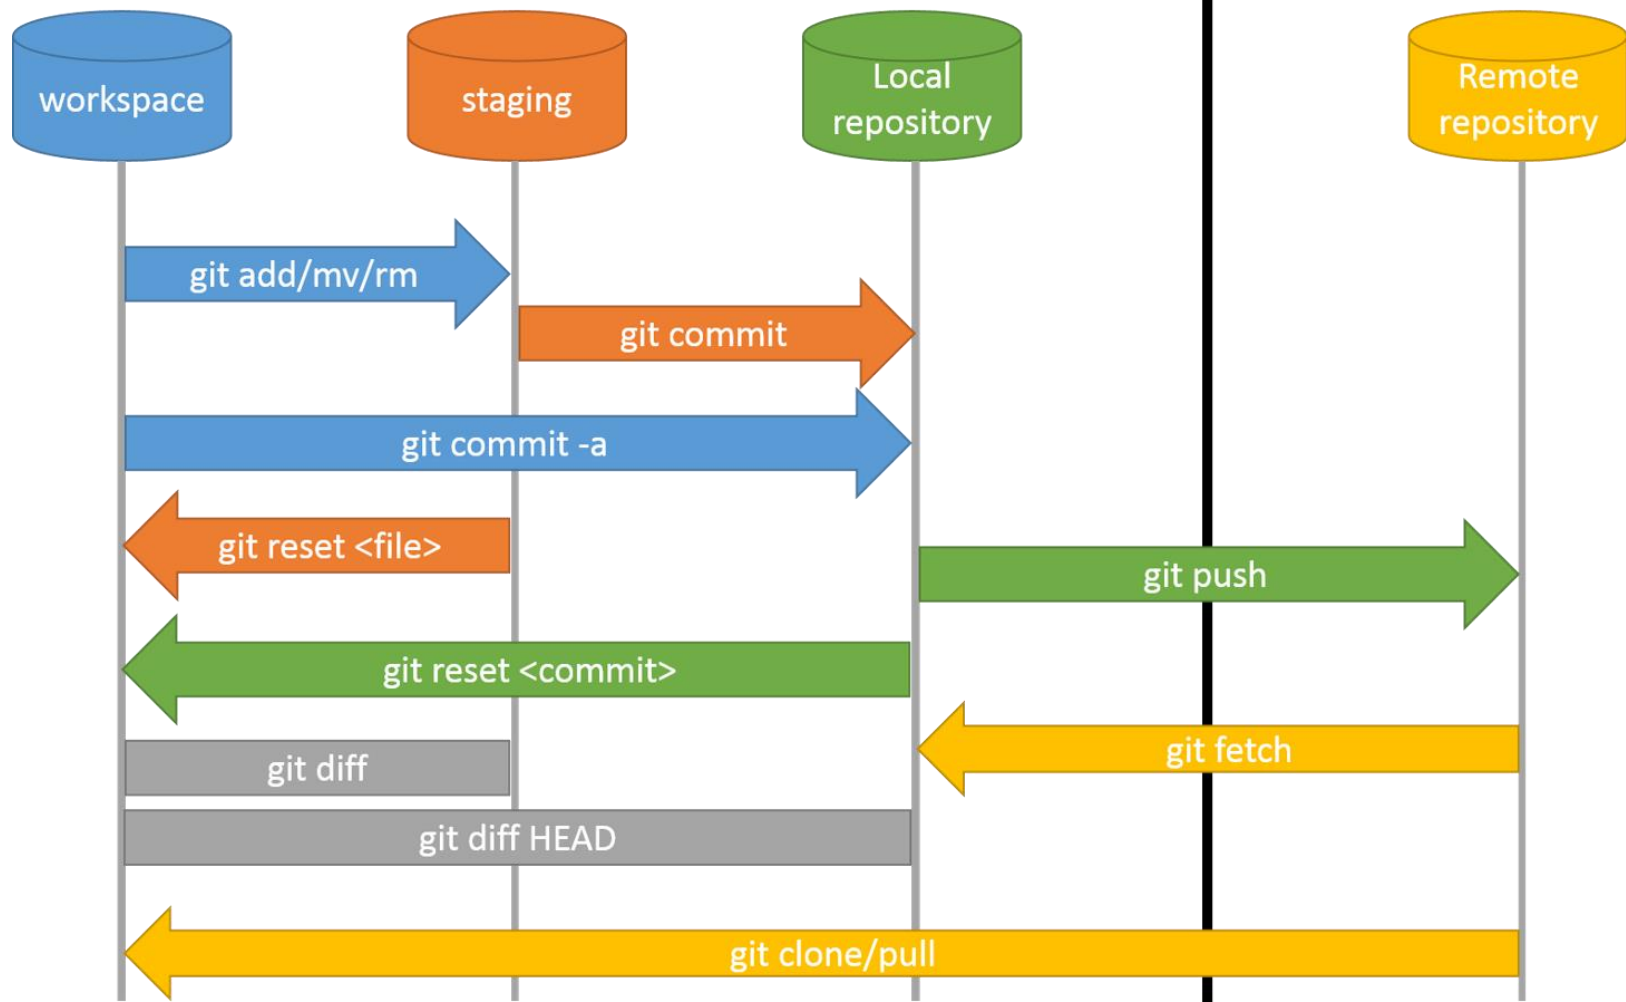 workspace
staging
Local
repository
Remote
repository
git add/mv/rm
git commit
git commit -a
git reset <file>
git push
git reset <commit>
git fetch
git diff
git diff HEAD
git clone/pull